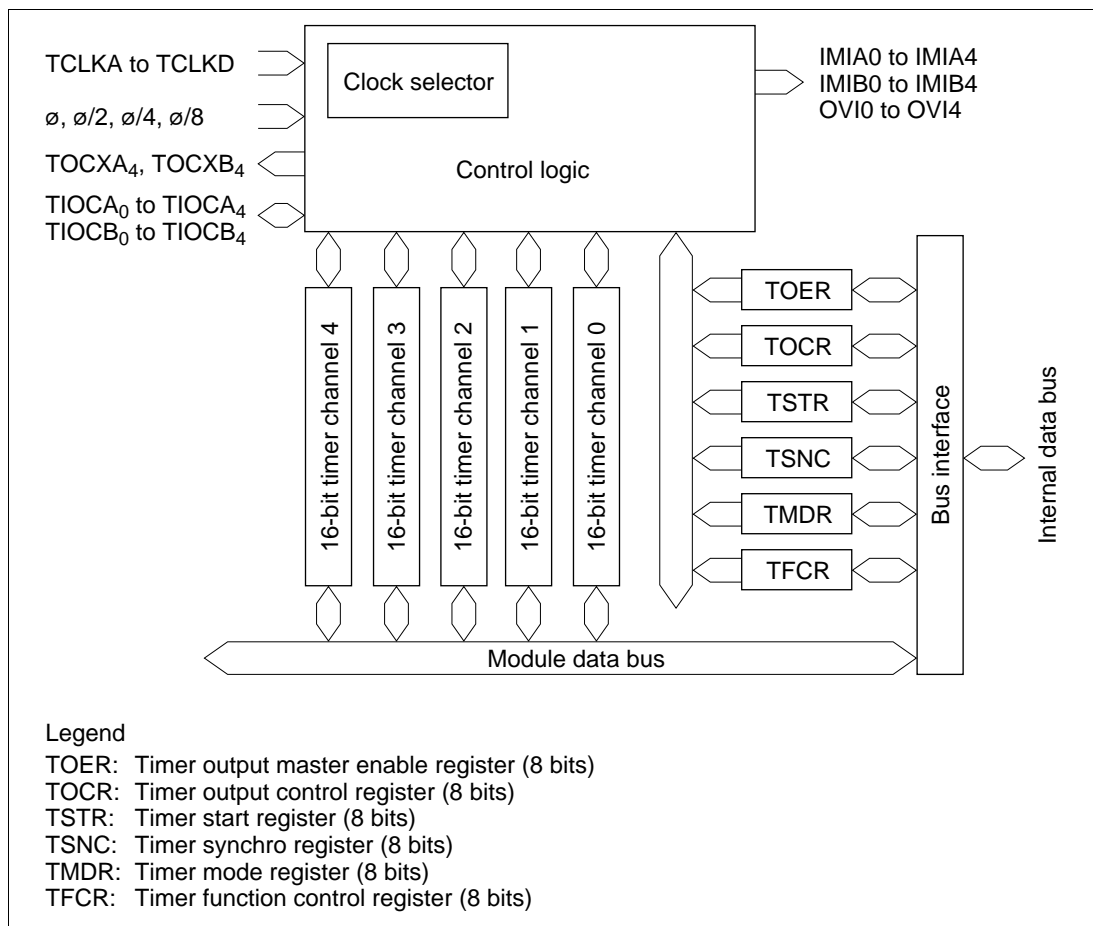 TCLKA to TCLKD
ø, ø/2, ø/4, ø/8
TOCXA₄, TOCXB₄
TIOCA₀ to TIOCA₄
TIOCB₀ to TIOCB₄
Clock selector
Control logic
IMIA0 to IMIA4
IMIB0 to IMIB4
OVI0 to OVI4
16-bit timer channel 4
16-bit timer channel 3
16-bit timer channel 2
16-bit timer channel 1
16-bit timer channel 0
TOER
TOCR
TSTR
TSNC
TMDR
TFCR
Bus interface
Internal data bus
Module data bus
Legend
TOER: Timer output master enable register (8 bits)
TOCR: Timer output control register (8 bits)
TSTR: Timer start register (8 bits)
TSNC: Timer synchro register (8 bits)
TMDR: Timer mode register (8 bits)
TFCR: Timer function control register (8 bits)